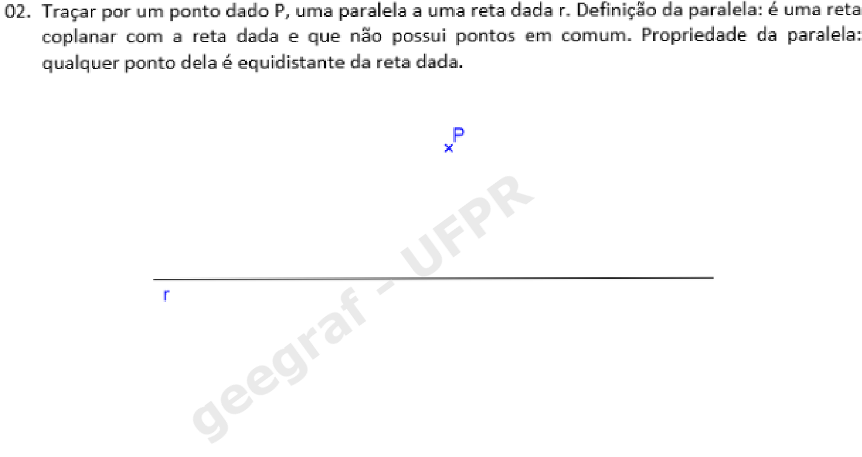 02. Traçar por um ponto dado P, uma paralela a uma reta dada r. Definição da paralela: é uma reta
coplanar com a reta dada e que não possui pontos em comum. Propriedade da paralela:
qualquer ponto dela é equidistante da reta dada.
P
r
geegraf - UFPR